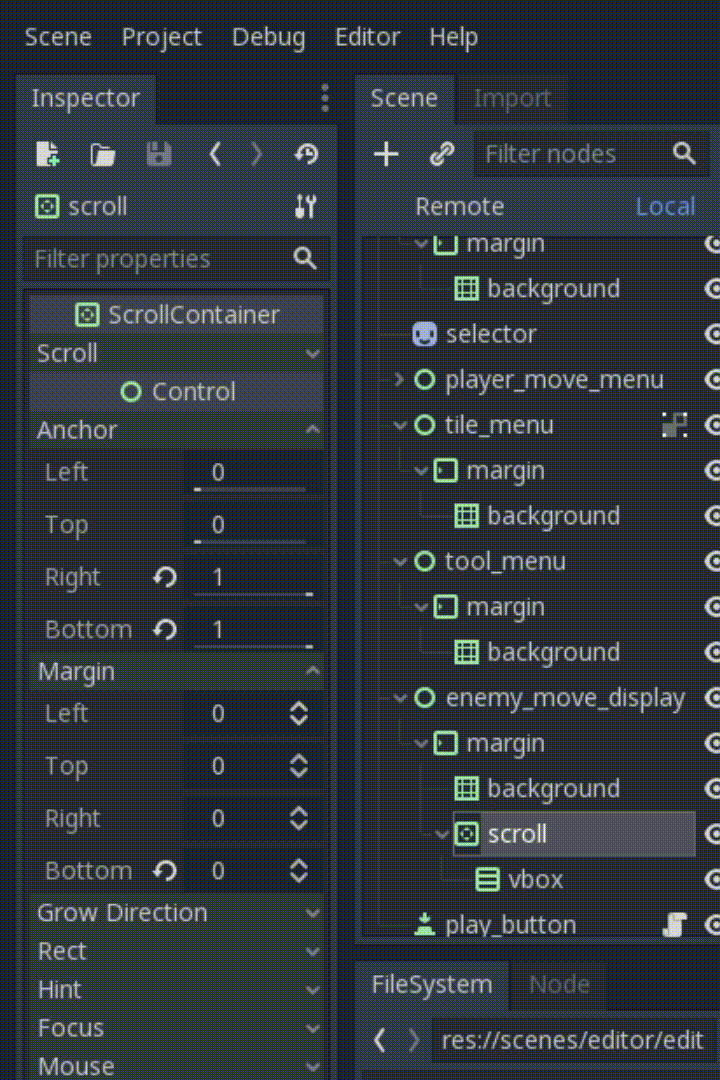 Scene Project Debug Editor Help
Inspector
scroll
Filter properties
ScrollContainer
Scroll
Control
Anchor
Left 0
Top 0
Right 1
Bottom 1
Margin
Left 0
Top 0
Right 0
Bottom 0
Grow Direction
Rect
Hint
Focus
Mouse
Scene Import
Filter nodes
Remote Local
margin
background
selector
player_move_menu
tile_menu
margin
background
tool_menu
margin
background
enemy_move_display
margin
background
scroll
vbox
play_button
FileSystem Node
res://scenes/editor/edit